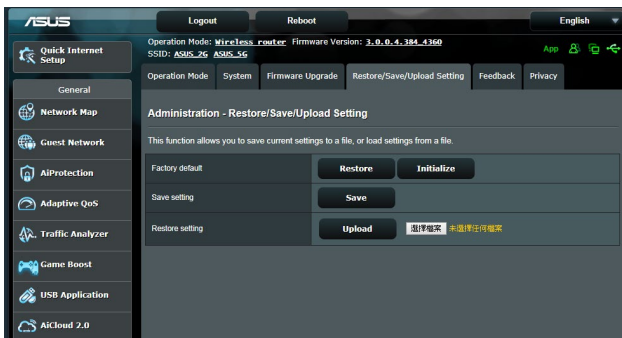 ASUS
Logout
Reboot
English
Quick Internet Setup
Operation Mode: Wireless router Firmware Version: 3.0.0.4.384_4360
SSID: ASUS_2G ASUS_5G
App
General
Network Map
Guest Network
AiProtection
Adaptive QoS
Traffic Analyzer
Game Boost
USB Application
AiCloud 2.0
Operation Mode
System
Firmware Upgrade
Restore/Save/Upload Setting
Feedback
Privacy
Administration - Restore/Save/Upload Setting
This function allows you to save current settings to a file, or load settings from a file.
Factory default
Restore
Initialize
Save setting
Save
Restore setting
Upload
選擇檔案 未選擇任何檔案